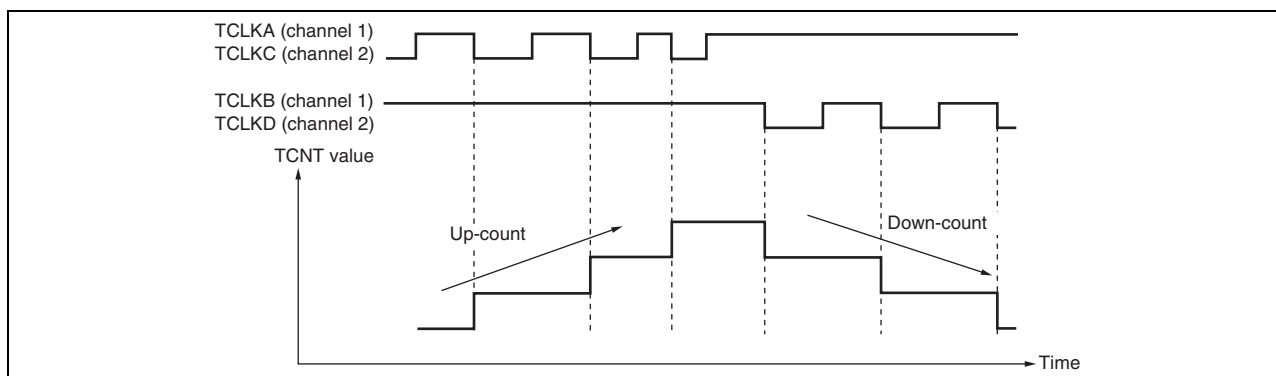 TCLKA (channel 1)
TCLKC (channel 2)
TCLKB (channel 1)
TCLKD (channel 2)
TCNT value
Up-count
Down-count
Time